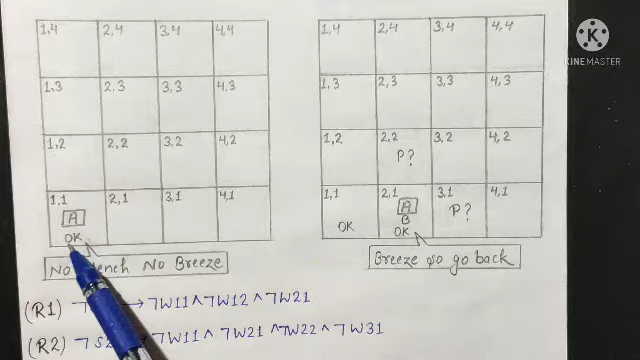 1,4 2,4 3,4 4,4
1,3 2,3 3,3 4,3
1,2 2,2 3,2 4,2
1,1 2,1 3,1 4,1
A
OK
No Breeze
1,4 2,4 3,4 4,4
1,3 2,3 3,3 4,3
1,2 2,2 3,2 4,2
P?
1,1 2,1 3,1 4,1
A P?
B
OK OK
Breeze so go back
KINEMASTER
(R1) ¬ → ¬W11 ∧ ¬W12 ∧ ¬W21
(R2) ¬S2 → ¬W11 ∧ ¬W21 ∧ ¬W22 ∧ ¬W31